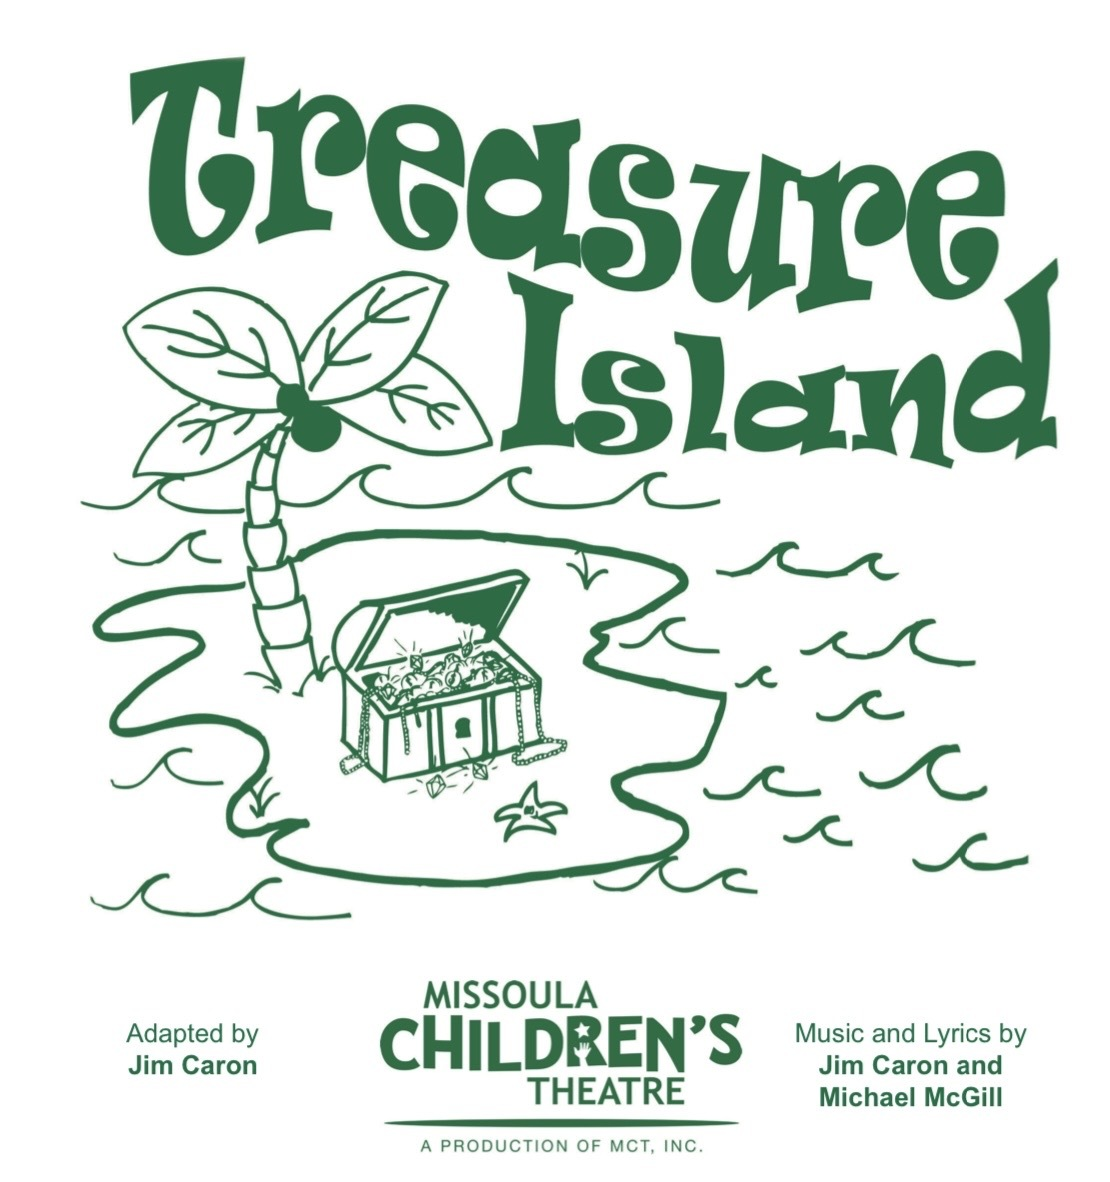 Treasure
Island
Adapted by
Jim Caron
MISSOULA
CHILDREN'S
THEATRE
A PRODUCTION OF MCT, INC.
Music and Lyrics by
Jim Caron and
Michael McGill